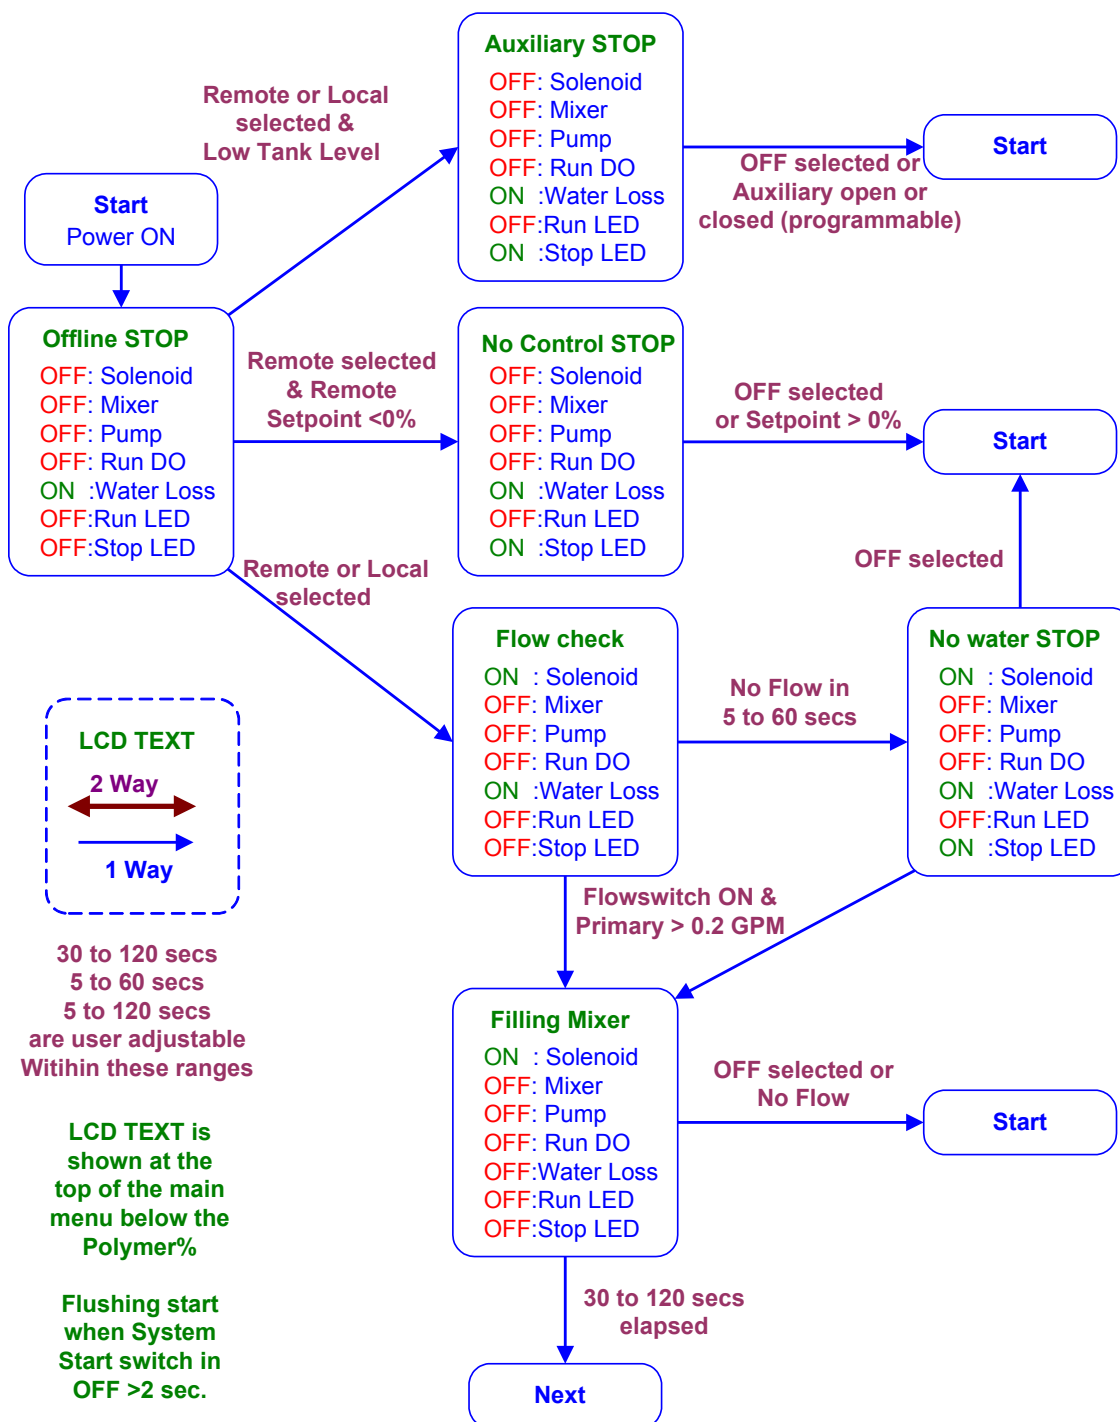 Start
Power ON
Remote or Local
selected &
Low Tank Level
Auxiliary STOP
OFF: Solenoid
OFF: Mixer
OFF: Pump
OFF: Run DO
ON :Water Loss
OFF:Run LED
ON :Stop LED
OFF selected or
Auxiliary open or
closed (programmable)
Start
Offline STOP
OFF: Solenoid
OFF: Mixer
OFF: Pump
OFF: Run DO
ON :Water Loss
OFF:Run LED
OFF:Stop LED
Remote selected
& Remote
Setpoint <0%
No Control STOP
OFF: Solenoid
OFF: Mixer
OFF: Pump
OFF: Run DO
ON :Water Loss
OFF:Run LED
ON :Stop LED
OFF selected
or Setpoint > 0%
Start
OFF selected
Remote or Local
selected
Flow check
ON : Solenoid
OFF: Mixer
OFF: Pump
OFF: Run DO
ON :Water Loss
OFF:Run LED
OFF:Stop LED
No Flow in
5 to 60 secs
No water STOP
ON : Solenoid
OFF: Mixer
OFF: Pump
OFF: Run DO
ON :Water Loss
OFF:Run LED
ON :Stop LED
LCD TEXT
2 Way
1 Way
Flowswitch ON &
Primary > 0.2 GPM
30 to 120 secs
5 to 60 secs
5 to 120 secs
are user adjustable
Witihin these ranges
Filling Mixer
ON : Solenoid
OFF: Mixer
OFF: Pump
OFF: Run DO
OFF:Water Loss
OFF:Run LED
OFF:Stop LED
OFF selected or
No Flow
Start
LCD TEXT is
shown at the
top of the main
menu below the
Polymer%
Flushing start
when System
Start switch in
OFF >2 sec.
30 to 120 secs
elapsed
Next